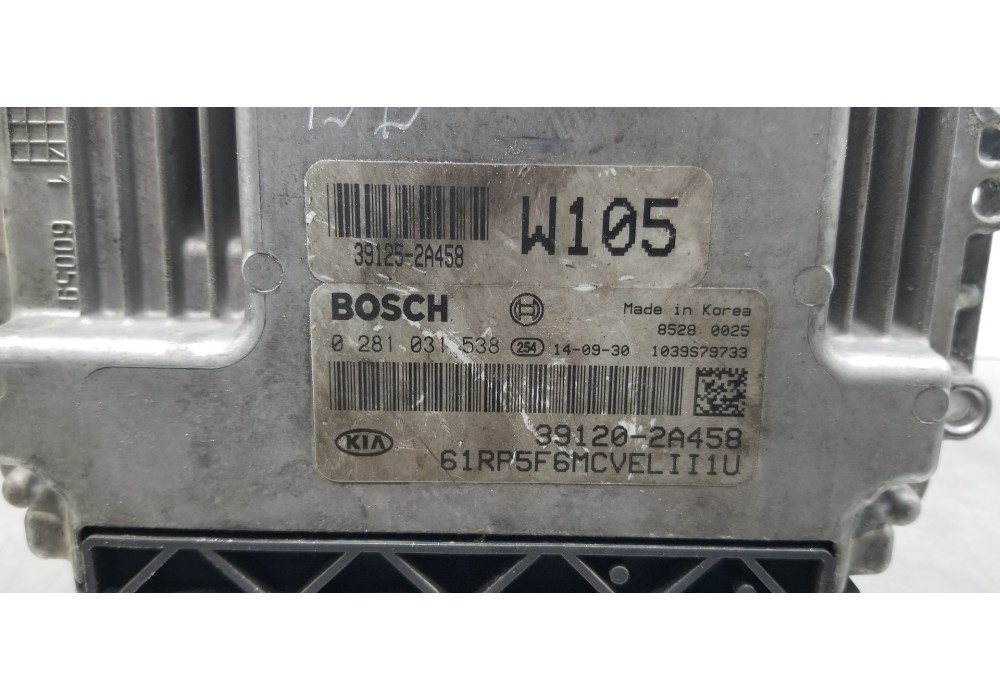 39125-2A458
W105
BOSCH
Made in Korea
8528 0025
0 281 031 538 254 14-09-30 1039S79733
KIA
39120-2A458
61RP5F6MCVELII1U
60059